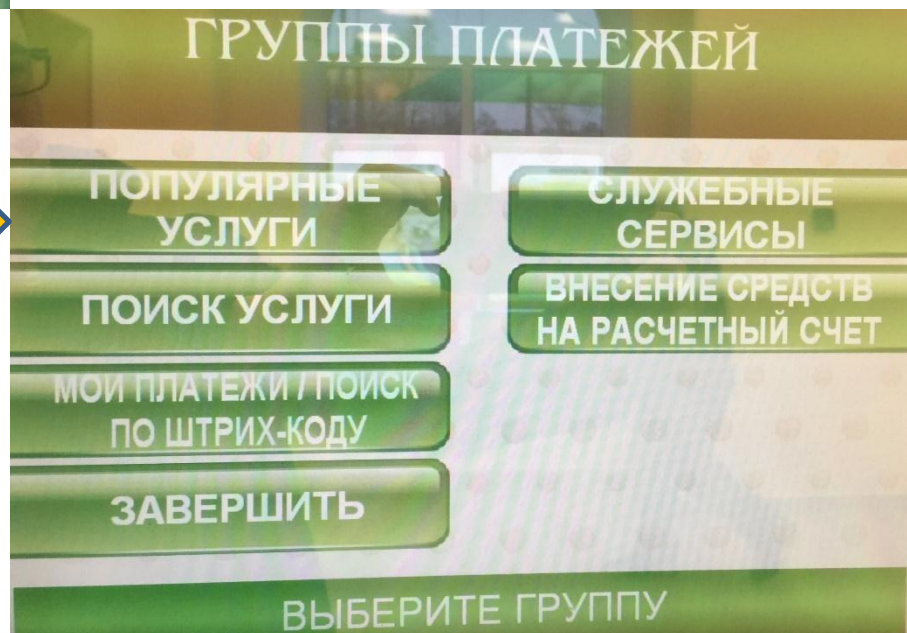 ГРУППЫ ПЛАТЕЖЕЙ
ПОПУЛЯРНЫЕ
УСЛУГИ
ПОИСК УСЛУГИ
МОИ ПЛАТЕЖИ / ПОИСК
ПО ШТРИХ-КОДУ
ЗАВЕРШИТЬ
СЛУЖЕБНЫЕ
СЕРВИСЫ
ВНЕСЕНИЕ СРЕДСТВ
НА РАСЧЕТНЫЙ СЧЕТ
ВЫБЕРИТЕ ГРУППУ